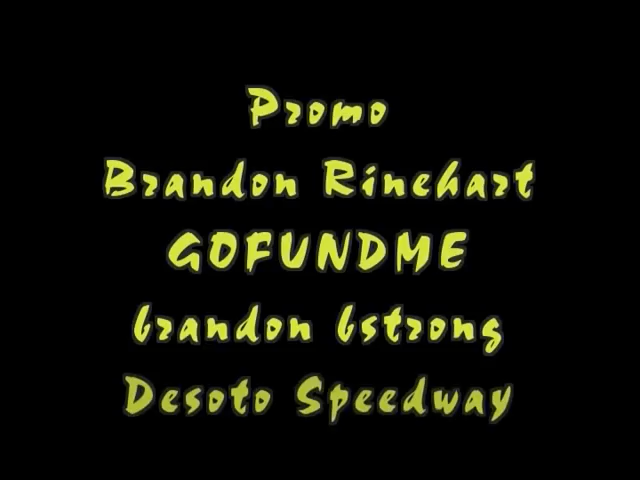 Promo
Brandon Rinehart
GOFUNDME
brandon bstrong
Desoto Speedway